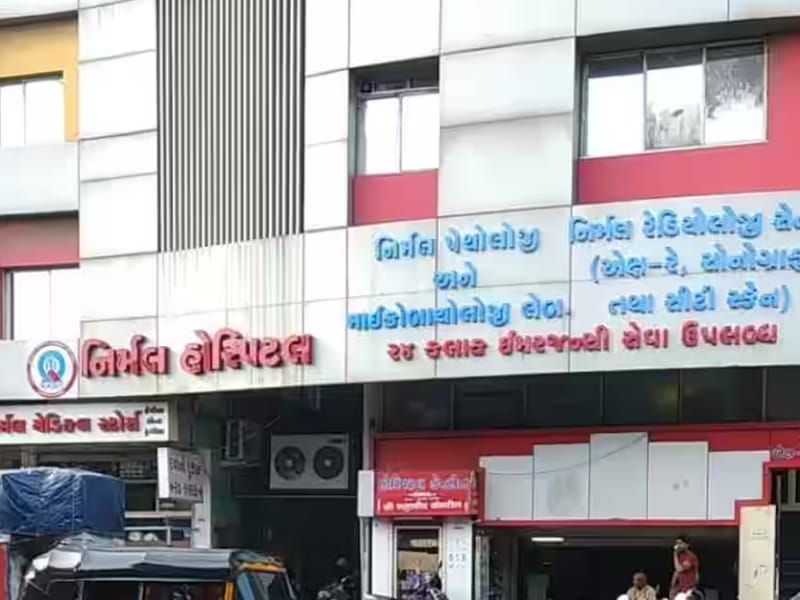 નિર્મલ પેથોલોજી
અને
માઈક્રોબાયોલોજી લેબ.
નિર્મલ રેડિયોલોજી સે
(એક્ષ-રે, સોનોગ્રાફ
તથા સીટી સ્કેન)
૨૪ કલાક ઈમરજન્સી સેવા ઉપલબ્ધ
નિર્મલ હોસ્પિટલ
ર્મલ મેડિકલ સ્ટોર્સ